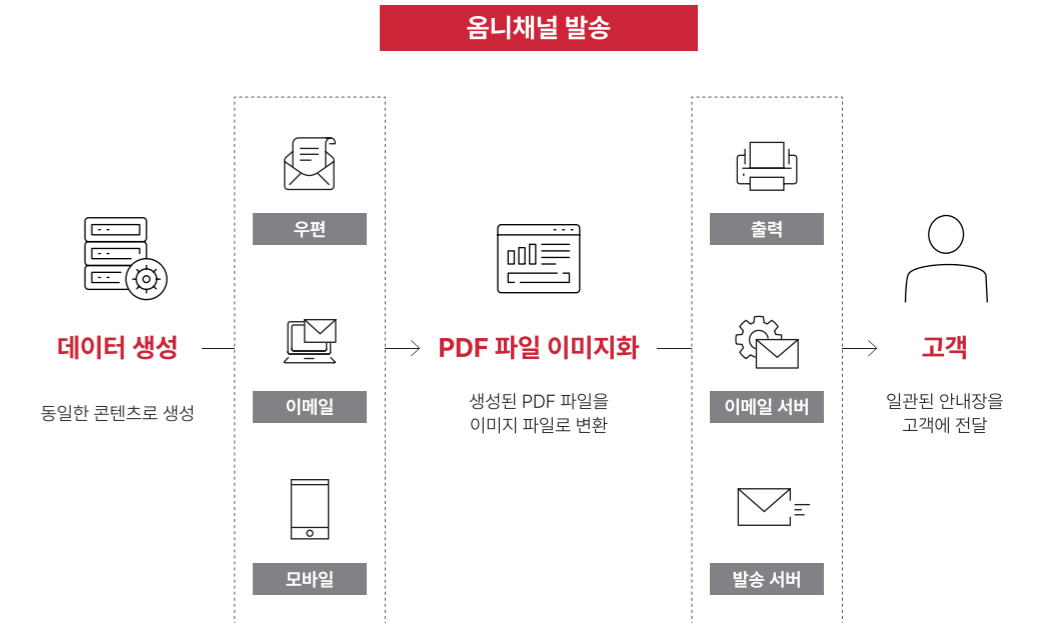 옴니채널 발송
데이터 생성
동일한 콘텐츠로 생성
우편
이메일
모바일
PDF 파일 이미지화
생성된 PDF 파일을
이미지 파일로 변환
출력
이메일 서버
발송 서버
고객
일관된 안내장을
고객에 전달